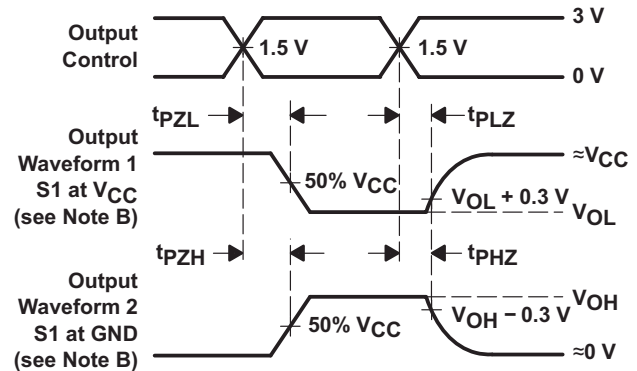 3 V
Output
Control
1.5 V
1.5 V
0 V
tPZL
tPLZ
Output
Waveform 1
S1 at VCC
(see Note B)
≈VCC
50% VCC
VOL + 0.3 V
VOL
tPZH
tPHZ
Output
Waveform 2
S1 at GND
(see Note B)
VOH
50% VCC
VOH − 0.3 V
≈0 V